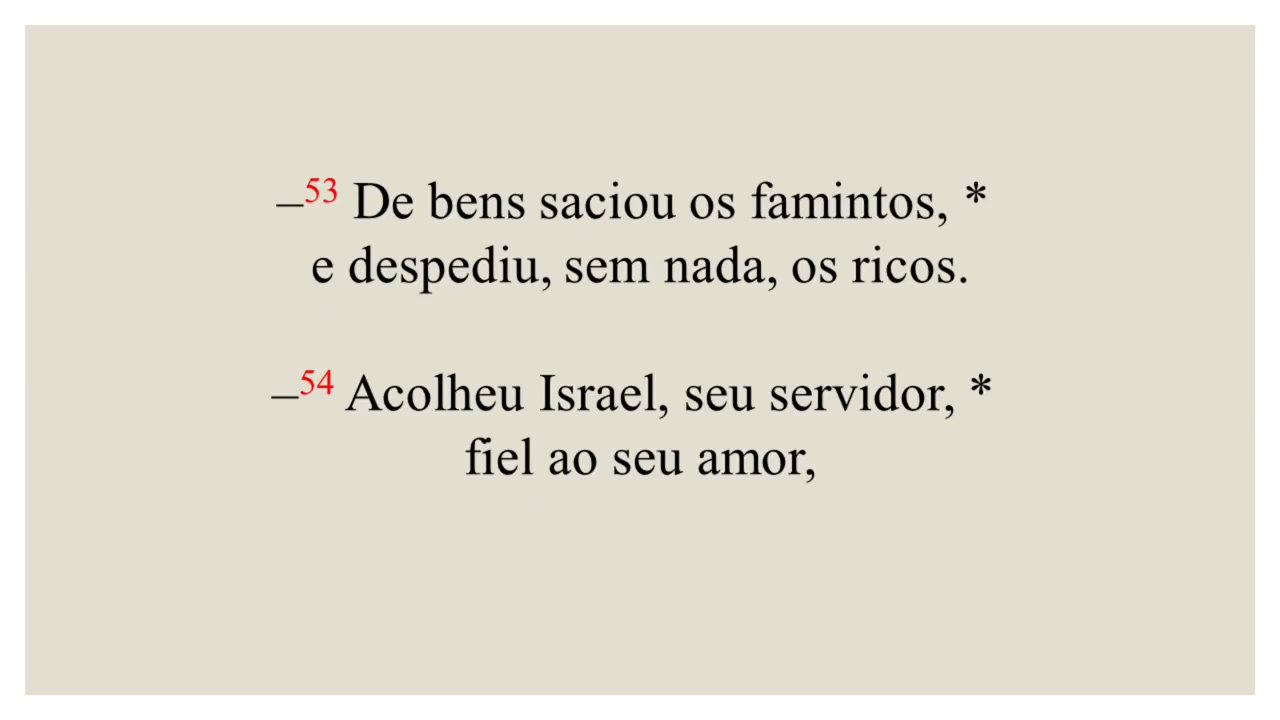 –53 De bens saciou os famintos, *
e despediu, sem nada, os ricos.
–54 Acolheu Israel, seu servidor, *
fiel ao seu amor,